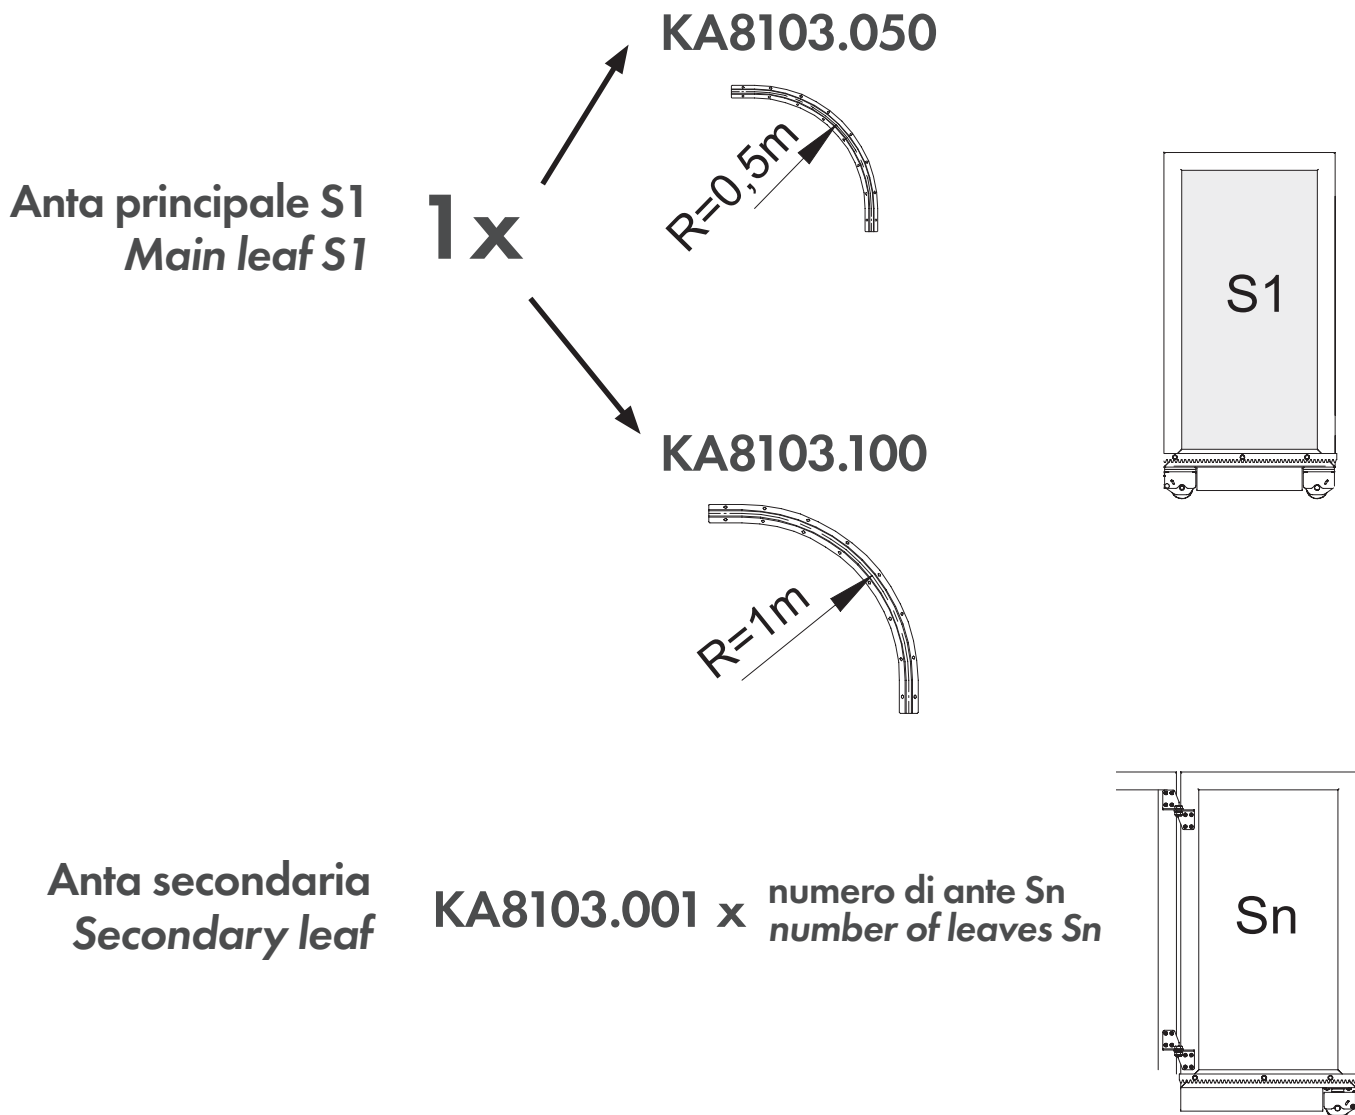 KA8103.050
R=0,5m
Anta principale S1
Main leaf S1
1x
S1
KA8103.100
R=1m
Anta secondaria
Secondary leaf
KA8103.001 x
numero di ante Sn
number of leaves Sn
Sn